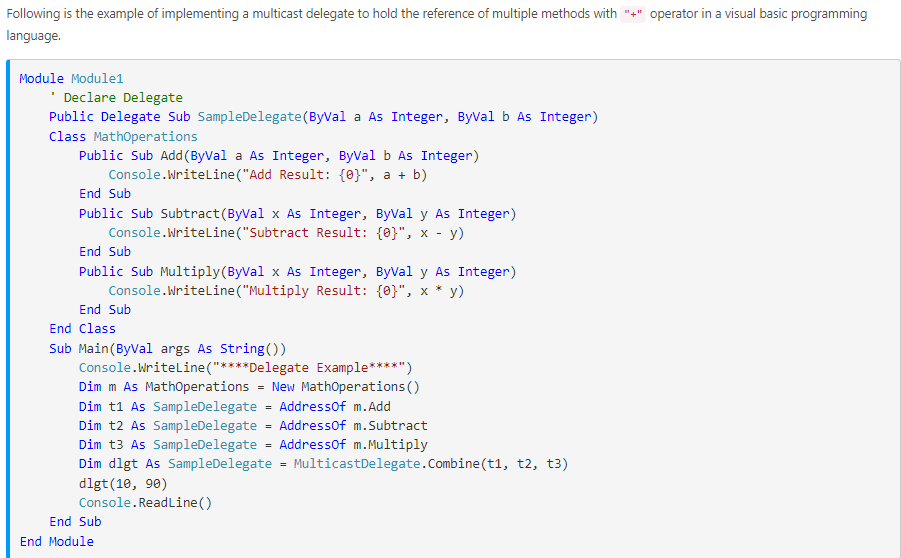 Following is the example of implementing a multicast delegate to hold the reference of multiple methods with "+" operator in a visual basic programming
language.
Module Module1
    ' Declare Delegate
    Public Delegate Sub SampleDelegate(ByVal a As Integer, ByVal b As Integer)
    Class MathOperations
        Public Sub Add(ByVal a As Integer, ByVal b As Integer)
            Console.WriteLine("Add Result: {0}", a + b)
        End Sub
        Public Sub Subtract(ByVal x As Integer, ByVal y As Integer)
            Console.WriteLine("Subtract Result: {0}", x - y)
        End Sub
        Public Sub Multiply(ByVal x As Integer, ByVal y As Integer)
            Console.WriteLine("Multiply Result: {0}", x * y)
        End Sub
    End Class
    Sub Main(ByVal args As String())
        Console.WriteLine("****Delegate Example****")
        Dim m As MathOperations = New MathOperations()
        Dim t1 As SampleDelegate = AddressOf m.Add
        Dim t2 As SampleDelegate = AddressOf m.Subtract
        Dim t3 As SampleDelegate = AddressOf m.Multiply
        Dim dlgt As SampleDelegate = MulticastDelegate.Combine(t1, t2, t3)
        dlgt(10, 90)
        Console.ReadLine()
    End Sub
End Module